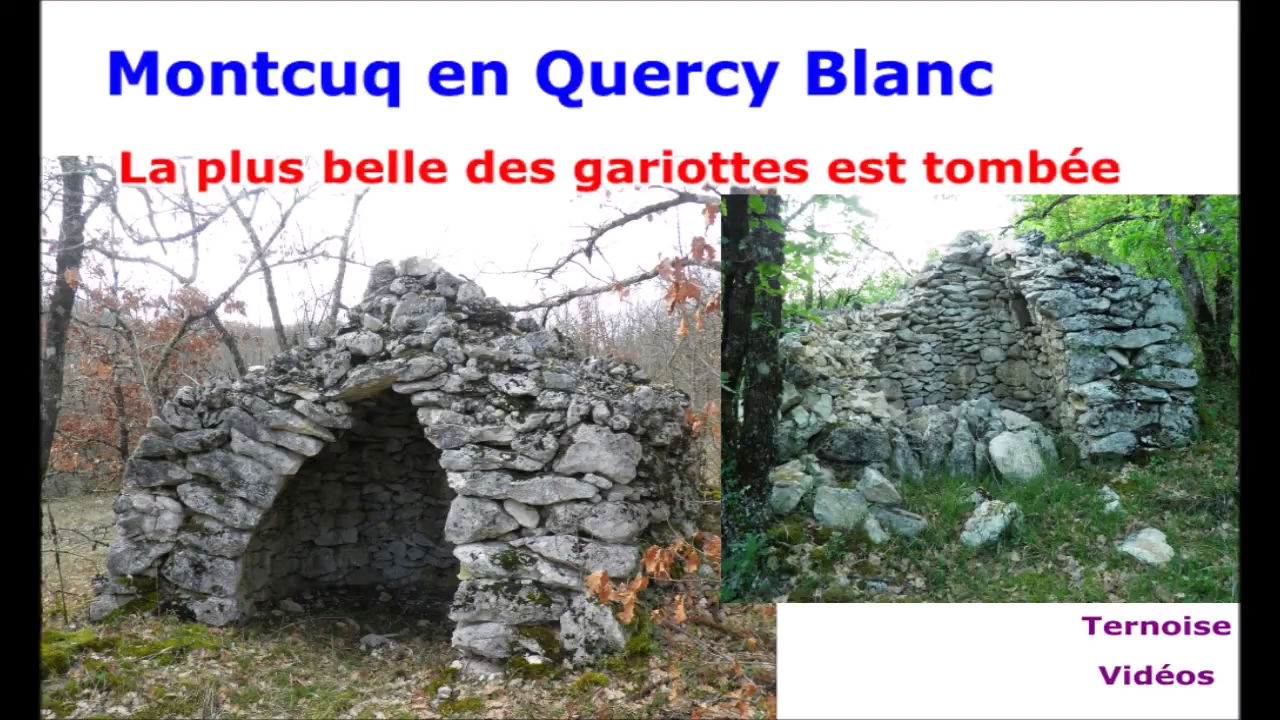 Montcuq en Quercy Blanc
La plus belle des gariottes est tombée
Ternoise
Vidéos